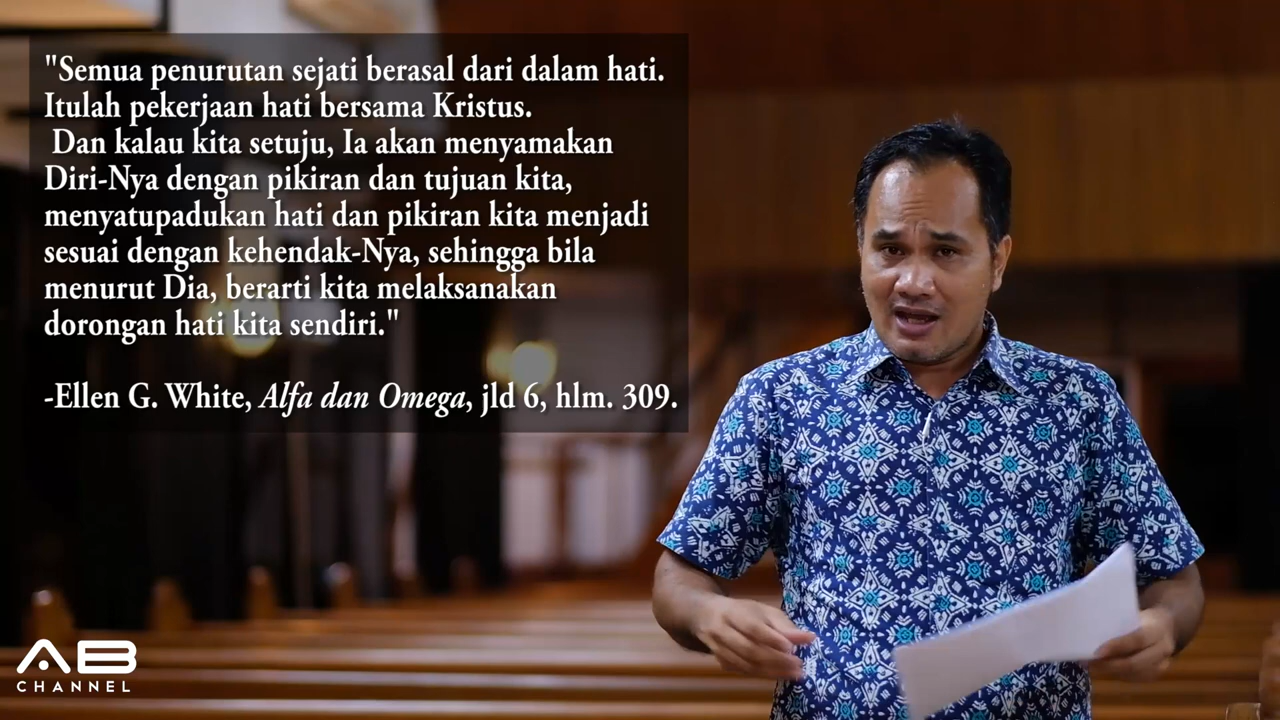 "Semua penurutan sejati berasal dari dalam hati.
Itulah pekerjaan hati bersama Kristus.
Dan kalau kita setuju, Ia akan menyamakan
Diri-Nya dengan pikiran dan tujuan kita,
menyatupadukan hati dan pikiran kita menjadi
sesuai dengan kehendak-Nya, sehingga bila
menurut Dia, berarti kita melaksanakan
dorongan hati kita sendiri."
-Ellen G. White, Alfa dan Omega, jld 6, hlm. 309.
AB
CHANNEL